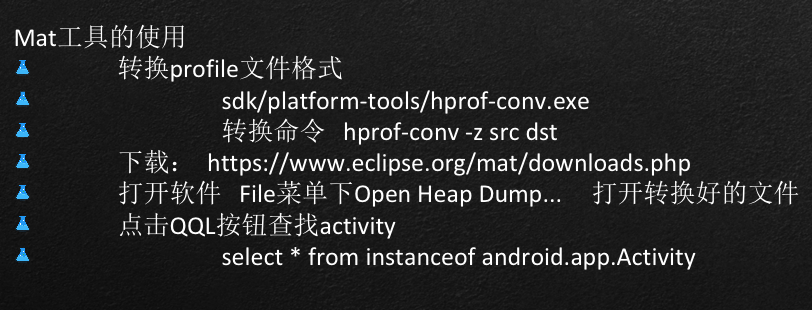 Mat工具的使用
转换profile文件格式
sdk/platform-tools/hprof-conv.exe
转换命令 hprof-conv -z src dst
下载： https://www.eclipse.org/mat/downloads.php
打开软件 File菜单下Open Heap Dump... 打开转换好的文件
点击QQL按钮查找activity
select * from instanceof android.app.Activity